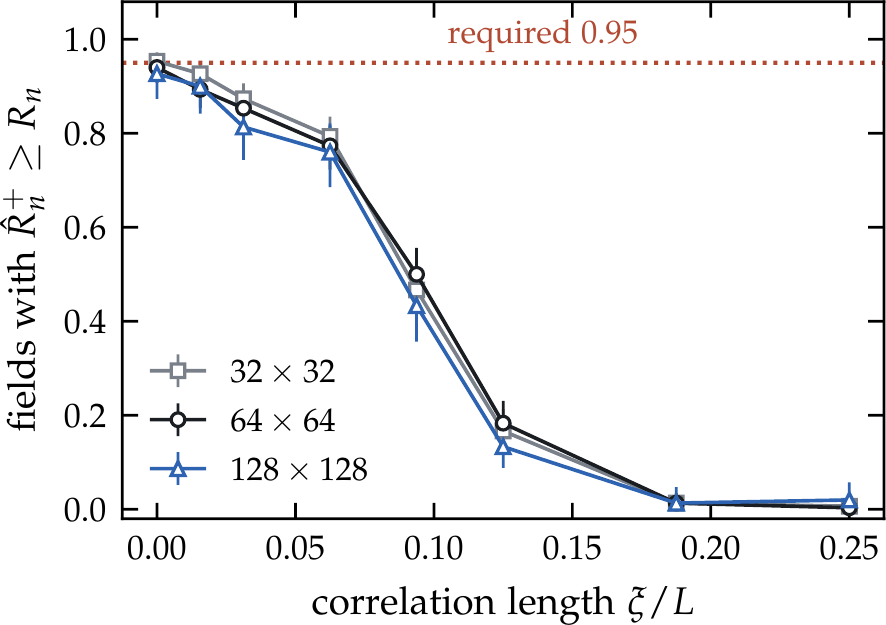 required 0.95
fields with R̂ₙ⁺ ≥ Rₙ
1.0
0.8
0.6
0.4
0.2
0.0
32 × 32
64 × 64
128 × 128
0.00 0.05 0.10 0.15 0.20 0.25
correlation length ξ/L